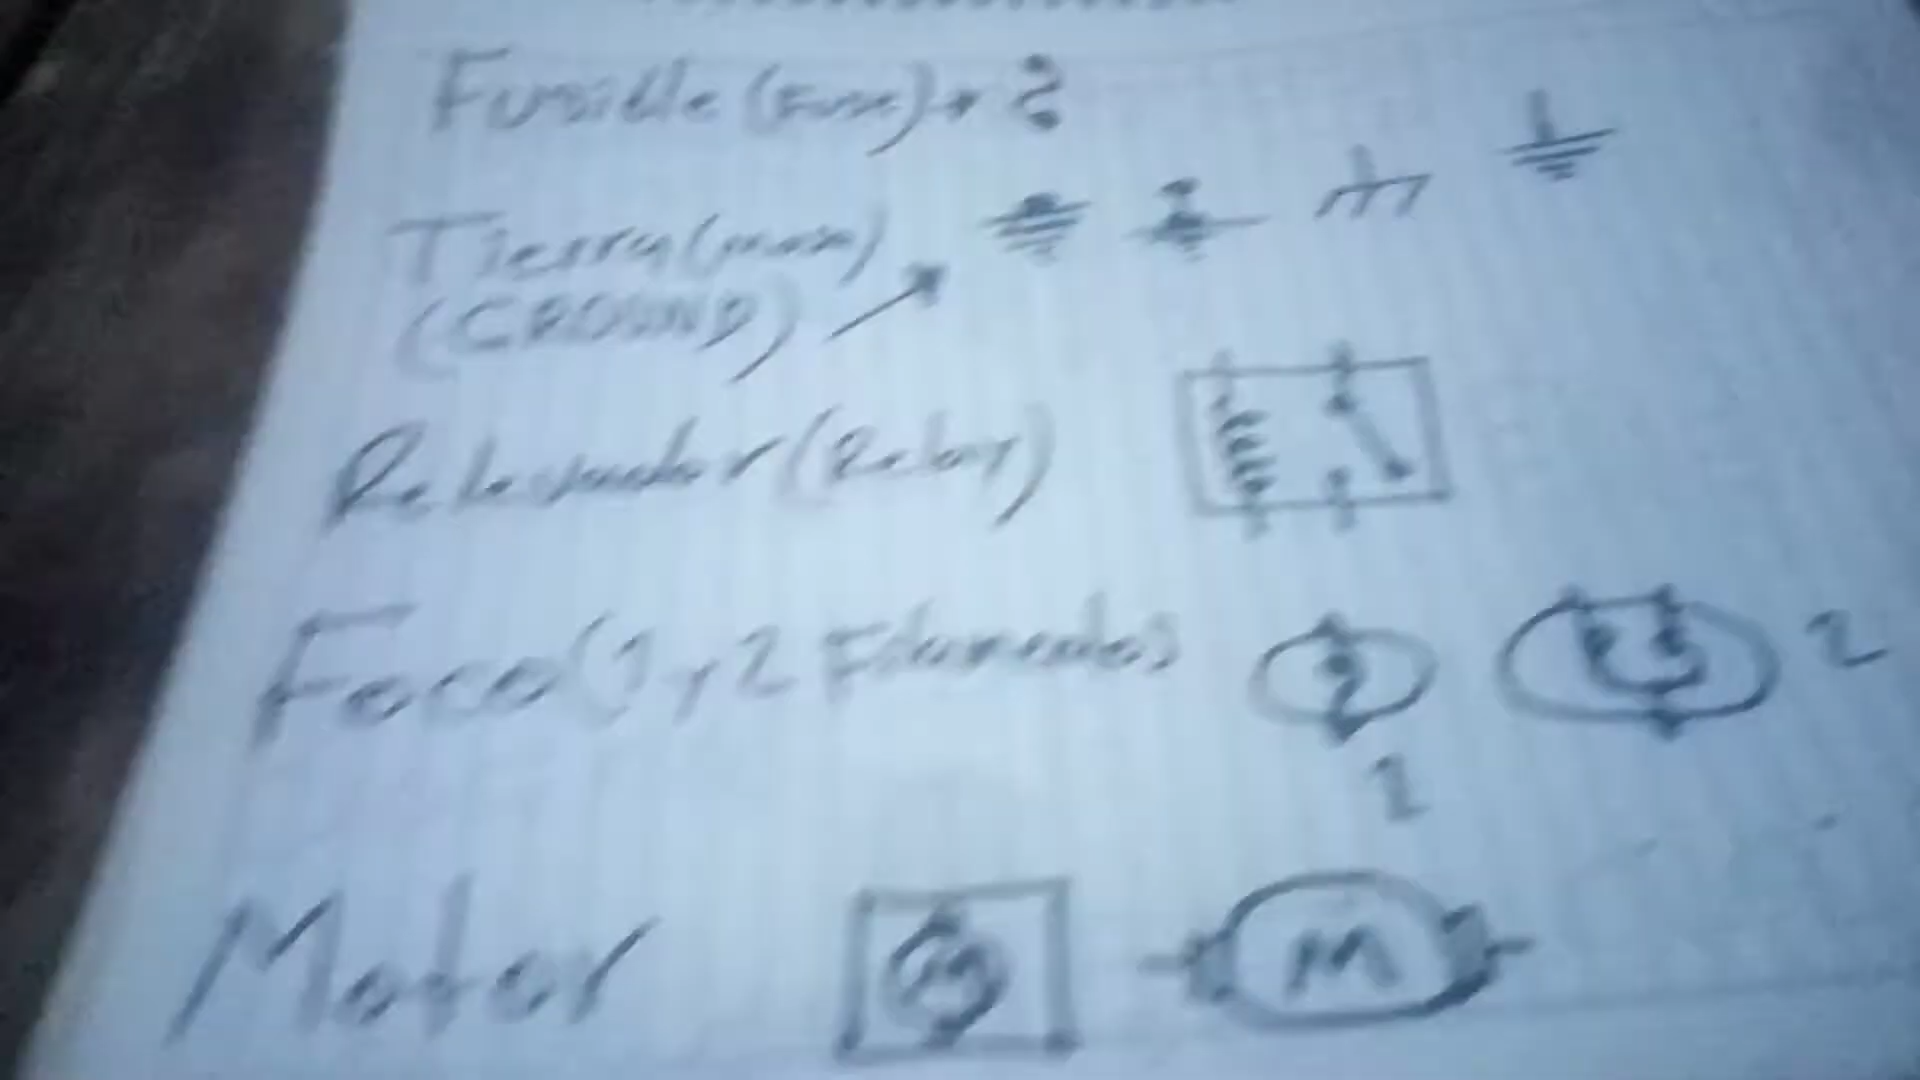 Fusible (Fuse) →
Tierra (masa)
(GROUND)
Relevador (Relay)
Foco (1 y 2 Filamentos)
2
1
Motor
M